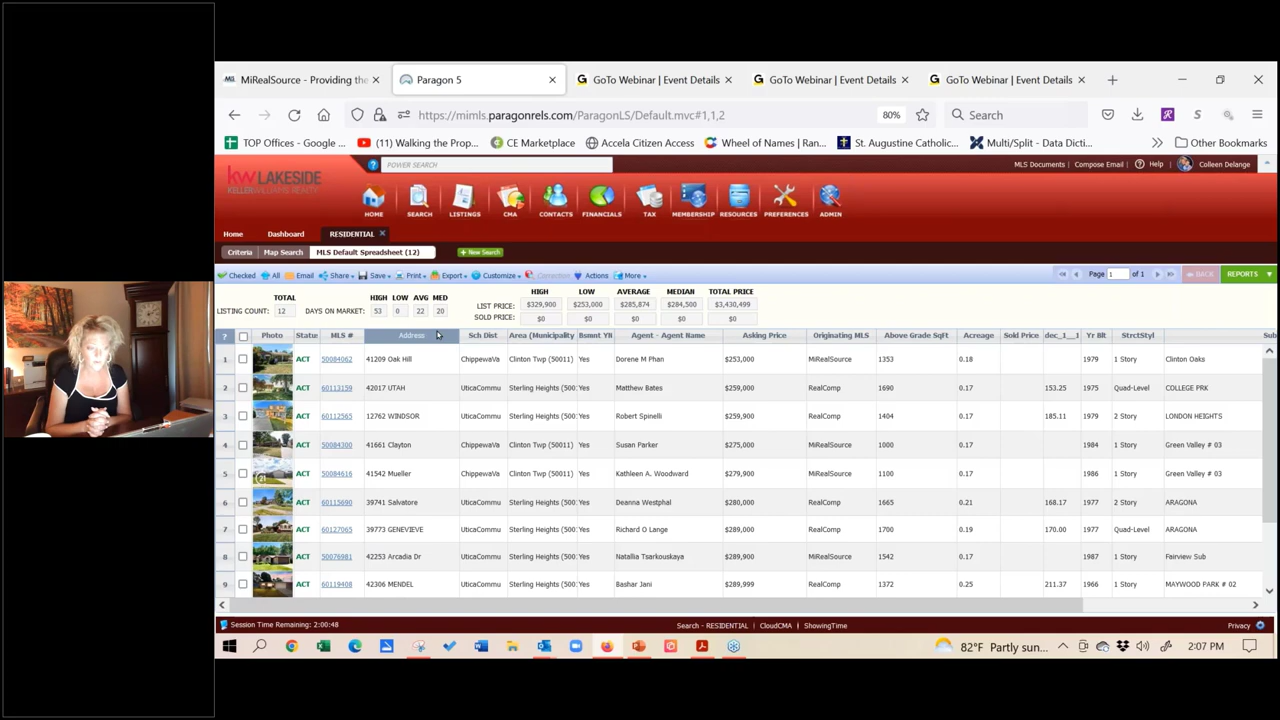 MiRealSource - Providing the
Paragon 5
GoTo Webinar | Event Details
GoTo Webinar | Event Details
GoTo Webinar | Event Details
https://mimls.paragonrels.com/ParagonLS/Default.mvc#1,1,2
80%
Search
TOP Offices - Google ...
(11) Walking the Prop...
CE Marketplace
Accela Citizen Access
Wheel of Names | Ran...
St. Augustine Catholic...
Multi/Split - Data Dicti...
Other Bookmarks
kw LAKESIDE
KELLERWILLIAMS REALTY
POWER SEARCH
MLS Documents
Compose Email
Help
Colleen Delange
HOME
SEARCH
LISTINGS
CMA
CONTACTS
FINANCIALS
TAX
MEMBERSHIP
RESOURCES
PREFERENCES
ADMIN
Home
Dashboard
RESIDENTIAL
Criteria
Map Search
MLS Default Spreadsheet (12)
+ New Search
Checked
All
Email
Share
Save
Print
Export
Customize
Correction
Actions
More
Page 1 of 1
BACK
REPORTS
TOTAL
LISTING COUNT: 12
HIGH LOW AVG MED
DAYS ON MARKET: 53 0 22 20
HIGH LOW AVERAGE MEDIAN TOTAL PRICE
LIST PRICE: $329,900 $253,000 $285,874 $284,500 $3,430,499
SOLD PRICE: $0 $0 $0 $0 $0
? Photo State MLS # Address Sch Dist Area (Municipality Bsmnt YN Agent - Agent Name Asking Price Originating MLS Above Grade SqFt Acreage Sold Price dec_1__1 Yr Blt StrctStyl Sub
1 ACT 50084062 41209 Oak Hill ChippewaVa Clinton Twp (50011) Yes Dorene M Phan $253,000 MiRealSource 1353 0.18 1979 1 Story Clinton Oaks
2 ACT 60113159 42017 UTAH UticaCommu Sterling Heights (500 Yes Matthew Bates $259,000 RealComp 1690 0.17 153.25 1975 Quad-Level COLLEGE PRK
3 ACT 60112565 12762 WINDSOR UticaCommu Sterling Heights (500 Yes Robert Spinelli $259,900 RealComp 1404 0.17 185.11 1979 2 Story LONDON HEIGHTS
4 ACT 50084300 41661 Clayton ChippewaVa Clinton Twp (50011) Yes Susan Parker $275,000 MiRealSource 1000 0.17 1984 1 Story Green Valley # 03
5 ACT 50084616 41542 Mueller ChippewaVa Clinton Twp (50011) Yes Kathleen A. Woodward $279,900 MiRealSource 1100 0.17 1986 1 Story Green Valley # 03
6 ACT 60115690 39741 Salvatore UticaCommu Sterling Heights (500 Yes Deanna Westphal $280,000 RealComp 1665 0.21 168.17 1977 2 Story ARAGONA
7 ACT 60127065 39773 GENEVIEVE UticaCommu Sterling Heights (500 Yes Richard O Lange $289,000 RealComp 1700 0.19 170.00 1977 Quad-Level ARAGONA
8 ACT 50076981 42253 Arcadia Dr UticaCommu Sterling Heights (500 Yes Natallia Tsarkouskaya $289,900 MiRealSource 1542 0.17 1987 1 Story Fairview Sub
9 ACT 60119408 42306 MENDEL UticaCommu Sterling Heights (500 Yes Bashar Jani $289,999 RealComp 1372 0.25 211.37 1966 1 Story MAYWOOD PARK # 02
Session Time Remaining: 2:00:48
Search - RESIDENTIAL | CloudCMA | ShowingTime
Privacy
82°F Partly sun...
2:07 PM